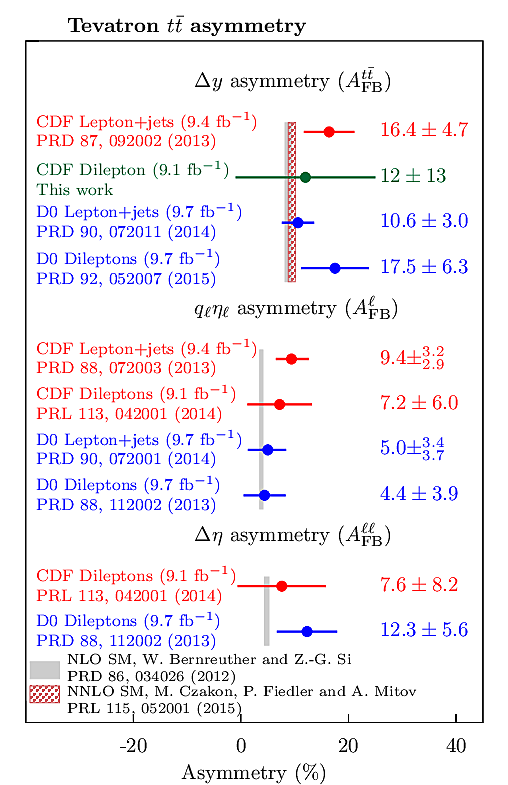 Tevatron tt̄ asymmetry
Δy asymmetry (A_FB^{tt̄})
CDF Lepton+jets (9.4 fb⁻¹)
PRD 87, 092002 (2013)
16.4 ± 4.7
CDF Dilepton (9.1 fb⁻¹)
This work
12 ± 13
D0 Lepton+jets (9.7 fb⁻¹)
PRD 90, 072011 (2014)
10.6 ± 3.0
D0 Dileptons (9.7 fb⁻¹)
PRD 92, 052007 (2015)
17.5 ± 6.3
q_ℓη_ℓ asymmetry (A_FB^ℓ)
CDF Lepton+jets (9.4 fb⁻¹)
PRD 88, 072003 (2013)
9.4±^{3.2}_{2.9}
CDF Dileptons (9.1 fb⁻¹)
PRL 113, 042001 (2014)
7.2 ± 6.0
D0 Lepton+jets (9.7 fb⁻¹)
PRD 90, 072001 (2014)
5.0±^{3.4}_{3.7}
D0 Dileptons (9.7 fb⁻¹)
PRD 88, 112002 (2013)
4.4 ± 3.9
Δη asymmetry (A_FB^{ℓℓ})
CDF Dileptons (9.1 fb⁻¹)
PRL 113, 042001 (2014)
7.6 ± 8.2
D0 Dileptons (9.7 fb⁻¹)
PRD 88, 112002 (2013)
12.3 ± 5.6
NLO SM, W. Bernreuther and Z.-G. Si
PRD 86, 034026 (2012)
NNLO SM, M. Czakon, P. Fiedler and A. Mitov
PRL 115, 052001 (2015)
-20 0 20 40
Asymmetry (%)